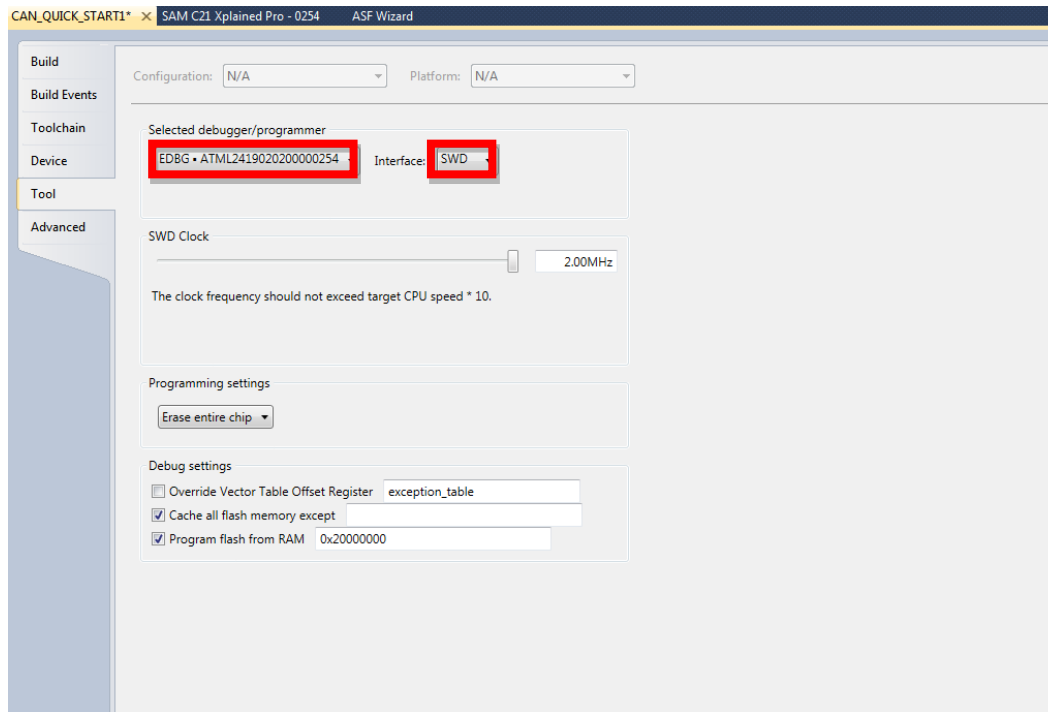 CAN_QUICK_START1* SAM C21 Xplained Pro - 0254 ASF Wizard
Build
Build Events
Toolchain
Device
Tool
Advanced
Configuration: N/A Platform: N/A
Selected debugger/programmer
EDBG • ATML2419020200000254 Interface: SWD
SWD Clock
2.00MHz
The clock frequency should not exceed target CPU speed * 10.
Programming settings
Erase entire chip
Debug settings
Override Vector Table Offset Register exception_table
Cache all flash memory except
Program flash from RAM 0x20000000